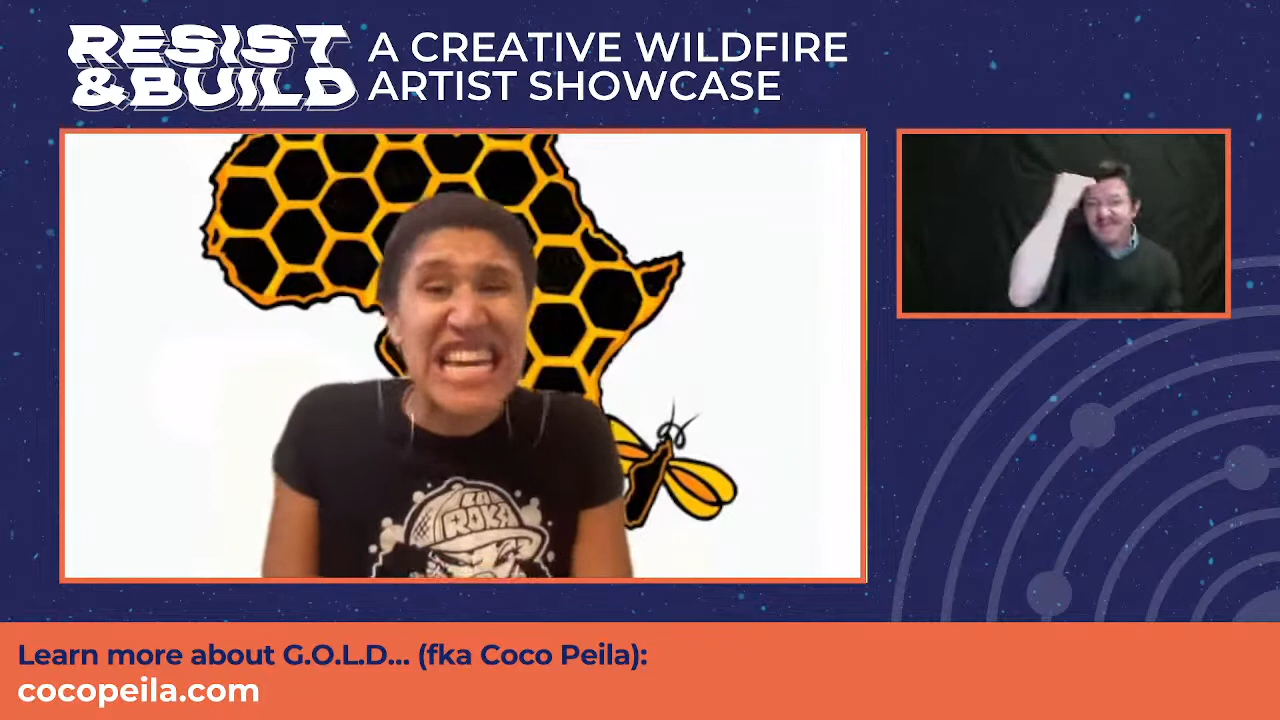 RESIST
&BUILD
A CREATIVE WILDFIRE
ARTIST SHOWCASE
ROKA
Learn more about G.O.L.D... (fka Coco Peila):
cocopeila.com